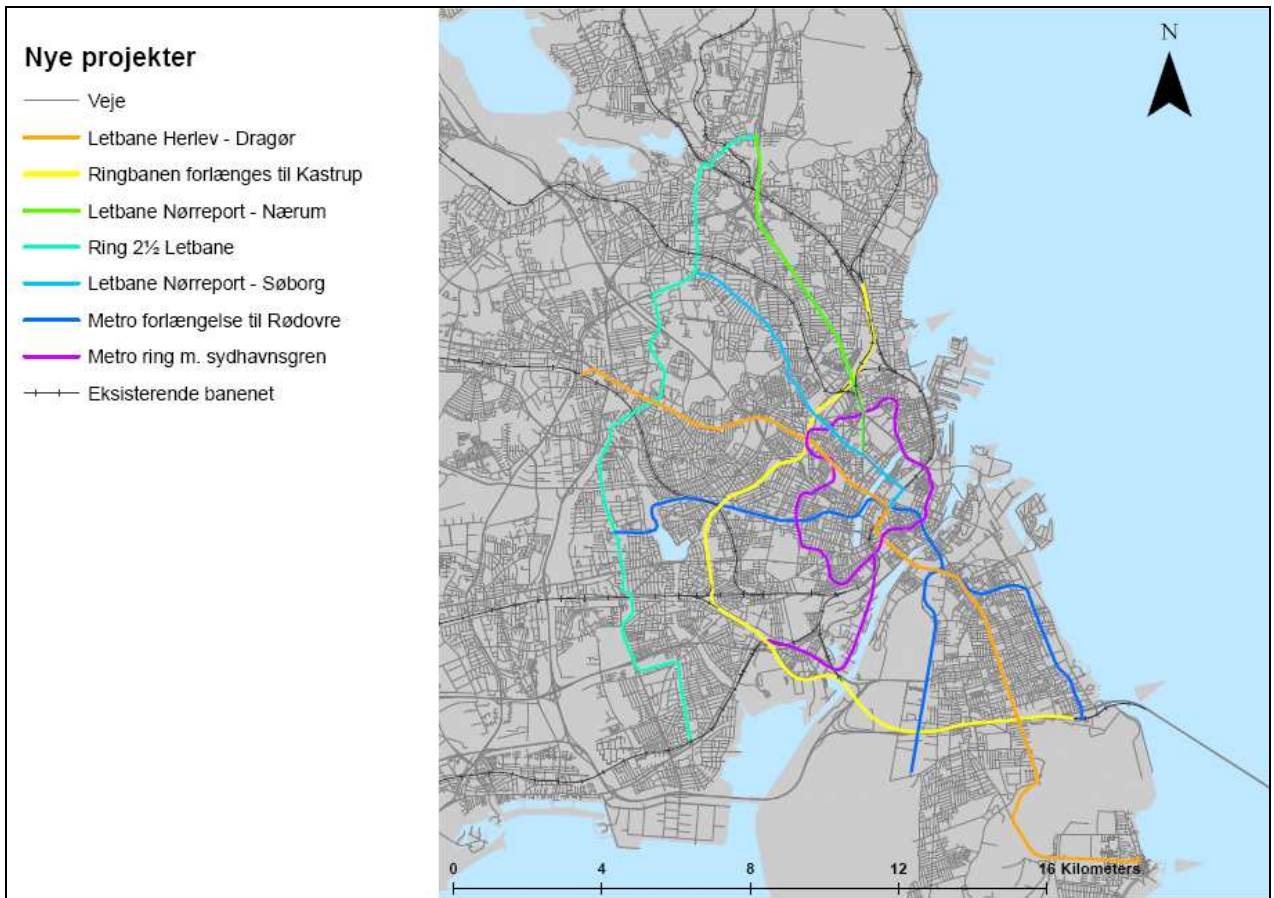 Nye projekter
Veje
Letbane Herlev - Dragør
Ringbanen forlænges til Kastrup
Letbane Nørreport - Nærum
Ring 2½ Letbane
Letbane Nørreport - Søborg
Metro forlængelse til Rødovre
Metro ring m. sydhavnsgren
Eksisterende banenet
N
0 4 8 12 16 Kilometers